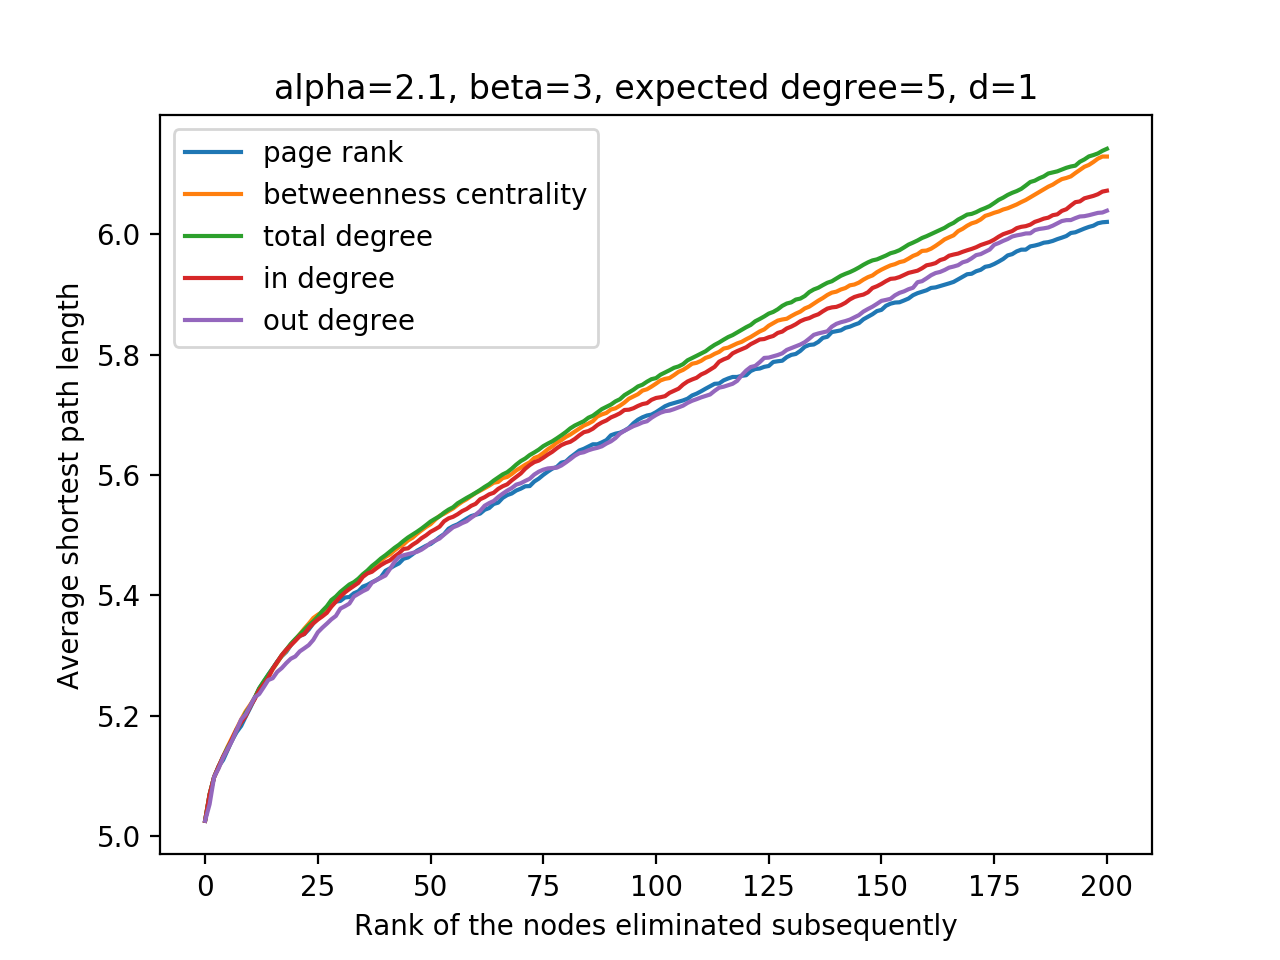 alpha=2.1, beta=3, expected degree=5, d=1
page rank
betweenness centrality
total degree
in degree
out degree
Average shortest path length
6.0
5.8
5.6
5.4
5.2
5.0
0 25 50 75 100 125 150 175 200
Rank of the nodes eliminated subsequently